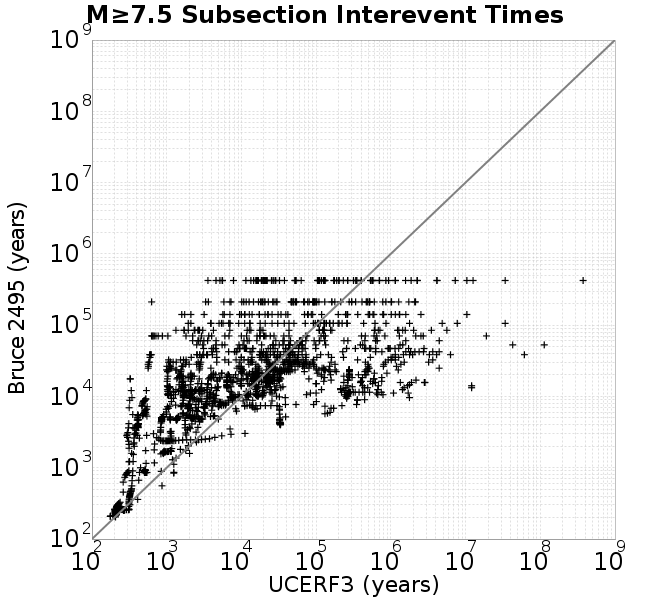 M≥7.5 Subsection Interevent Times
10^9
10^8
10^7
10^6
10^5
10^4
10^3
10^2
Bruce 2495 (years)
10^2 10^3 10^4 10^5 10^6 10^7 10^8 10^9
UCERF3 (years)